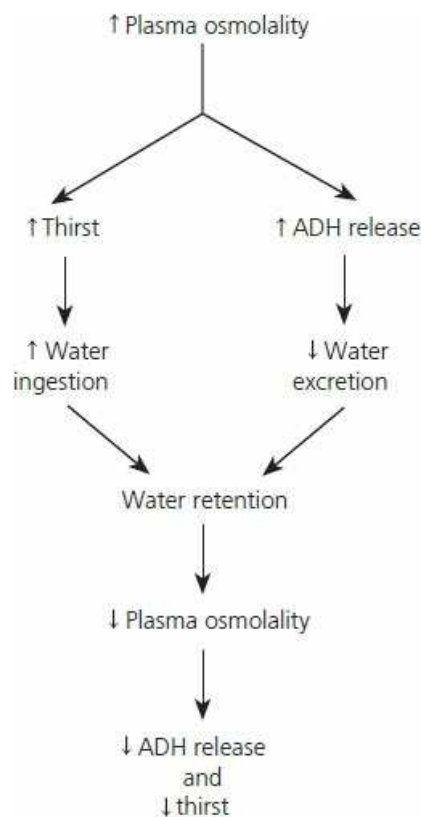 ↑ Plasma osmolality
↑ Thirst
↑ ADH release
↑ Water
ingestion
↓ Water
excretion
Water retention
↓ Plasma osmolality
↓ ADH release
and
↓ thirst